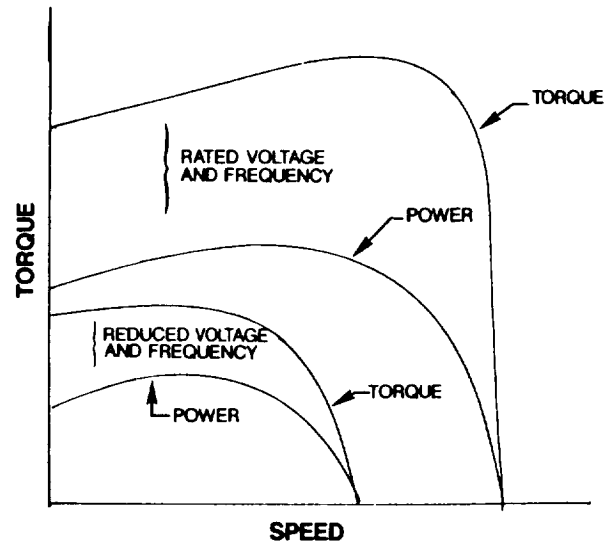 TORQUE
RATED VOLTAGE
AND FREQUENCY
POWER
TORQUE
REDUCED VOLTAGE
AND FREQUENCY
TORQUE
POWER
SPEED